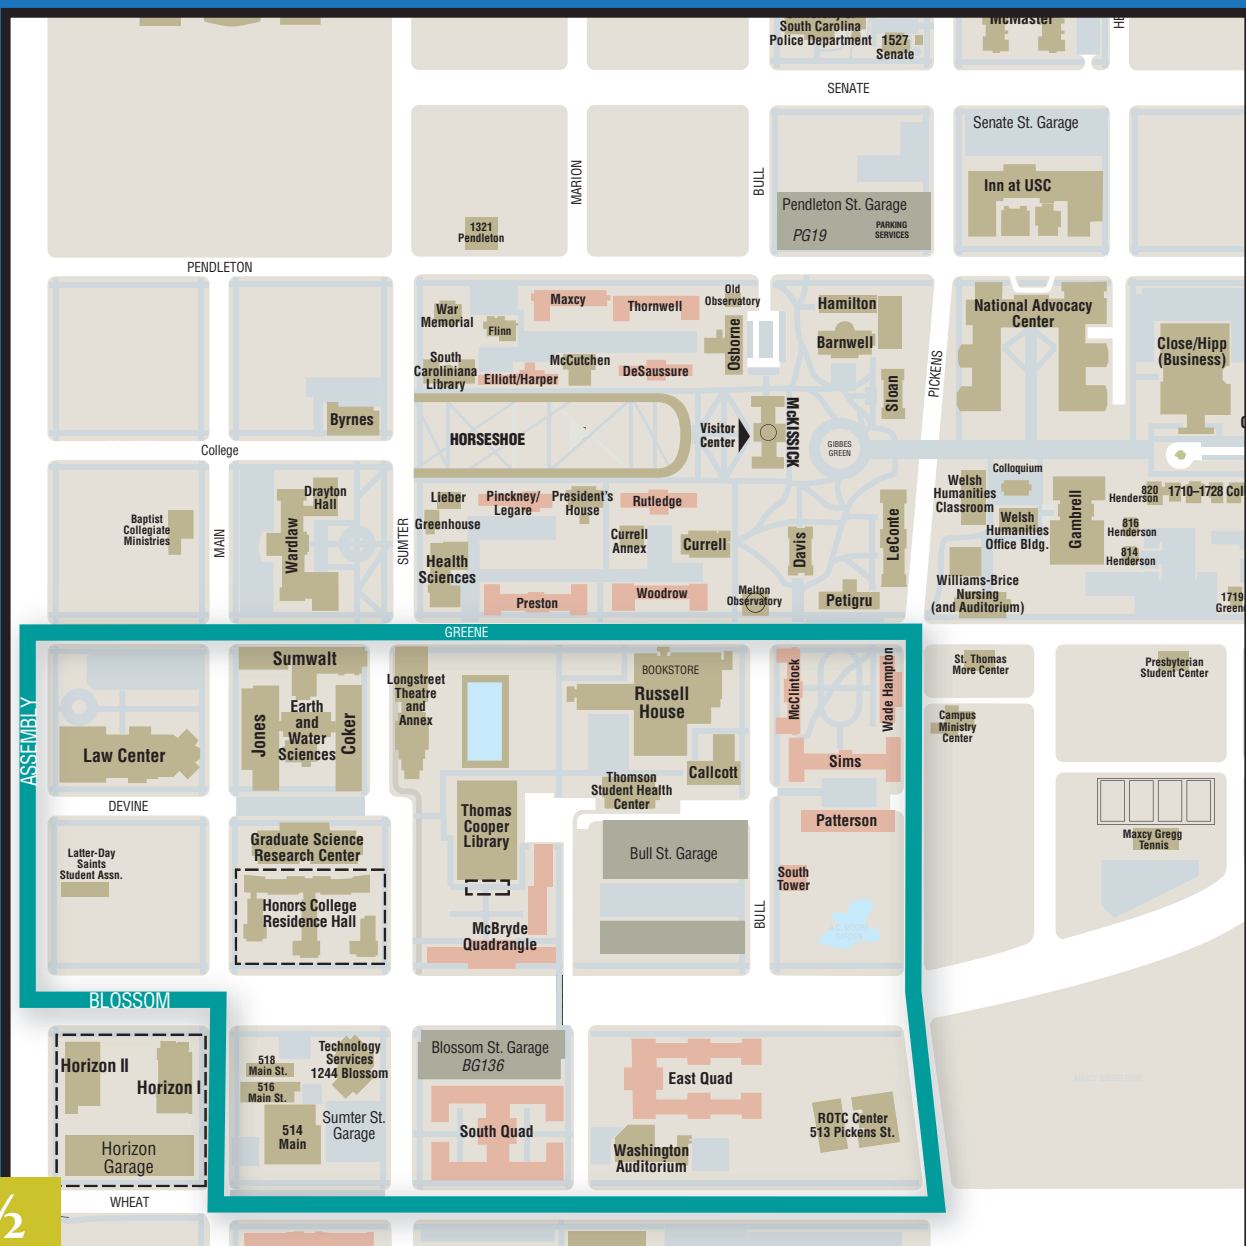 South Carolina
Police Department
1527
Senate
McMaster
SENATE
MARION
BULL
Senate St. Garage
Inn at USC
Pendleton St. Garage
PG19
PARKING
SERVICES
1321
Pendleton
PENDLETON
War
Memorial
Flinn
Maxcy
Thornwell
Old
Observatory
Osborne
Hamilton
Barnwell
National Advocacy
Center
Close/Hipp
(Business)
South
Caroliniana
Library
Elliott/Harper
McCutchen
DeSaussure
Sloan
PICKENS
Byrnes
HORSESHOE
Visitor
Center
McKISSICK
GIBBES
GREEN
College
MAIN
SUMTER
Baptist
Collegiate
Ministries
Drayton
Hall
Wardlaw
Lieber
Greenhouse
Pinckney/
Legare
President's
House
Rutledge
Health
Sciences
Currell
Annex
Currell
Davis
LeConte
Preston
Woodrow
Melton
Observatory
Petigru
Welsh
Humanities
Classroom
Colloquium
Welsh
Humanities
Office Bldg.
Gambrell
820
Henderson
1710–1728 Coll
816
Henderson
814
Henderson
Williams-Brice
Nursing
(and Auditorium)
1719
Greene
GREENE
ASSEMBLY
Law Center
Sumwalt
Jones
Earth
and
Water
Sciences
Coker
Longstreet
Theatre
and
Annex
BOOKSTORE
Russell
House
McClintock
Wade Hampton
Sims
St. Thomas
More Center
Presbyterian
Student Center
Campus
Ministry
Center
Callcott
Thomson
Student Health
Center
Patterson
DEVINE
Latter-Day
Saints
Student Assn.
Graduate Science
Research Center
Honors College
Residence Hall
Thomas
Cooper
Library
McBryde
Quadrangle
Bull St. Garage
South
Tower
BULL
Maxcy Gregg
Tennis
BLOSSOM
Horizon II
Horizon I
Horizon
Garage
518
Main St.
516
Main St.
514
Main
Technology
Services
1244 Blossom
Sumter St.
Garage
Blossom St. Garage
BG136
South Quad
East Quad
Washington
Auditorium
ROTC Center
513 Pickens St.
WHEAT
½